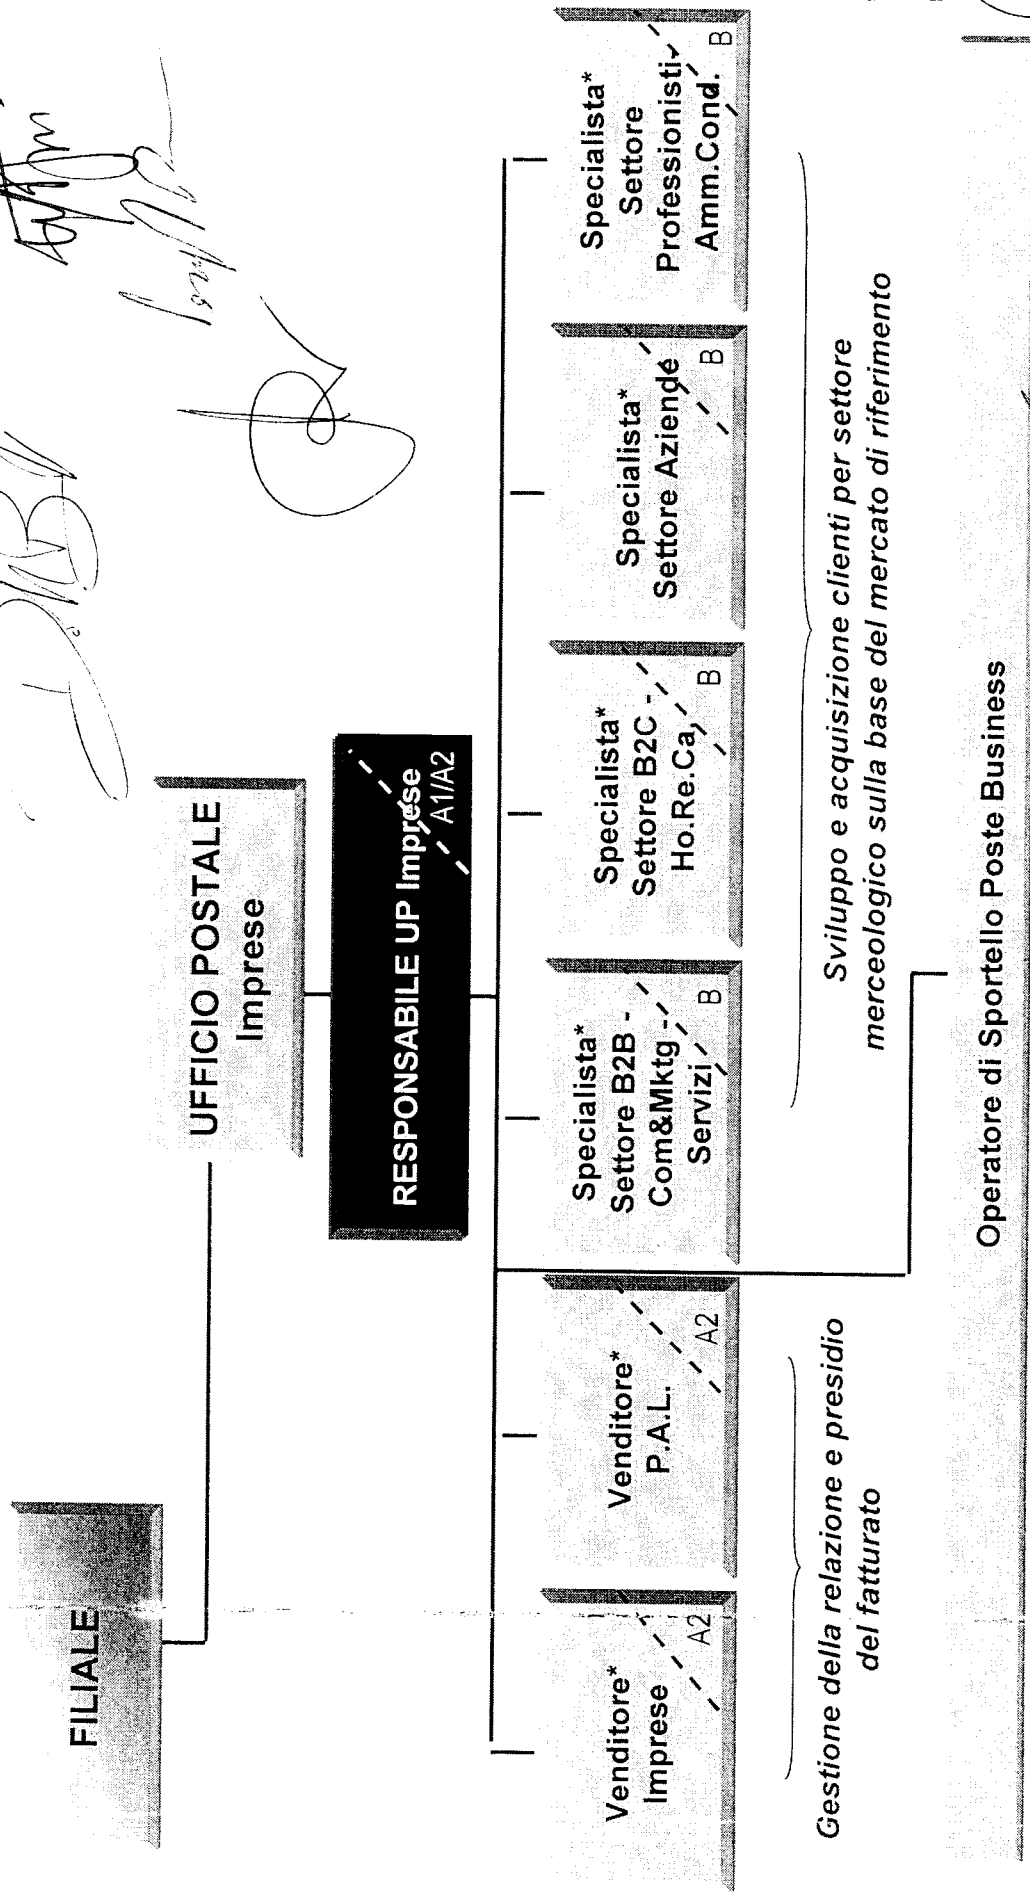 FILIALE
UFFICIO POSTALE
Imprese
RESPONSABILE UP Imprese
A1/A2
Venditore*
Imprese
A2
Venditore*
P.A.L.
A2
Specialista*
Settore B2B -
Com&Mktg -
Servizi
B
Specialista*
Settore B2C -
Ho.Re.Ca.
B
Specialista*
Settore Aziende
B
Specialista*
Settore
Professionisti-
Amm.Cond.
B
Gestione della relazione e presidio
del fatturato
Sviluppo e acquisizione clienti per settore
merceologico sulla base del mercato di riferimento
Operatore di Sportello Poste Business